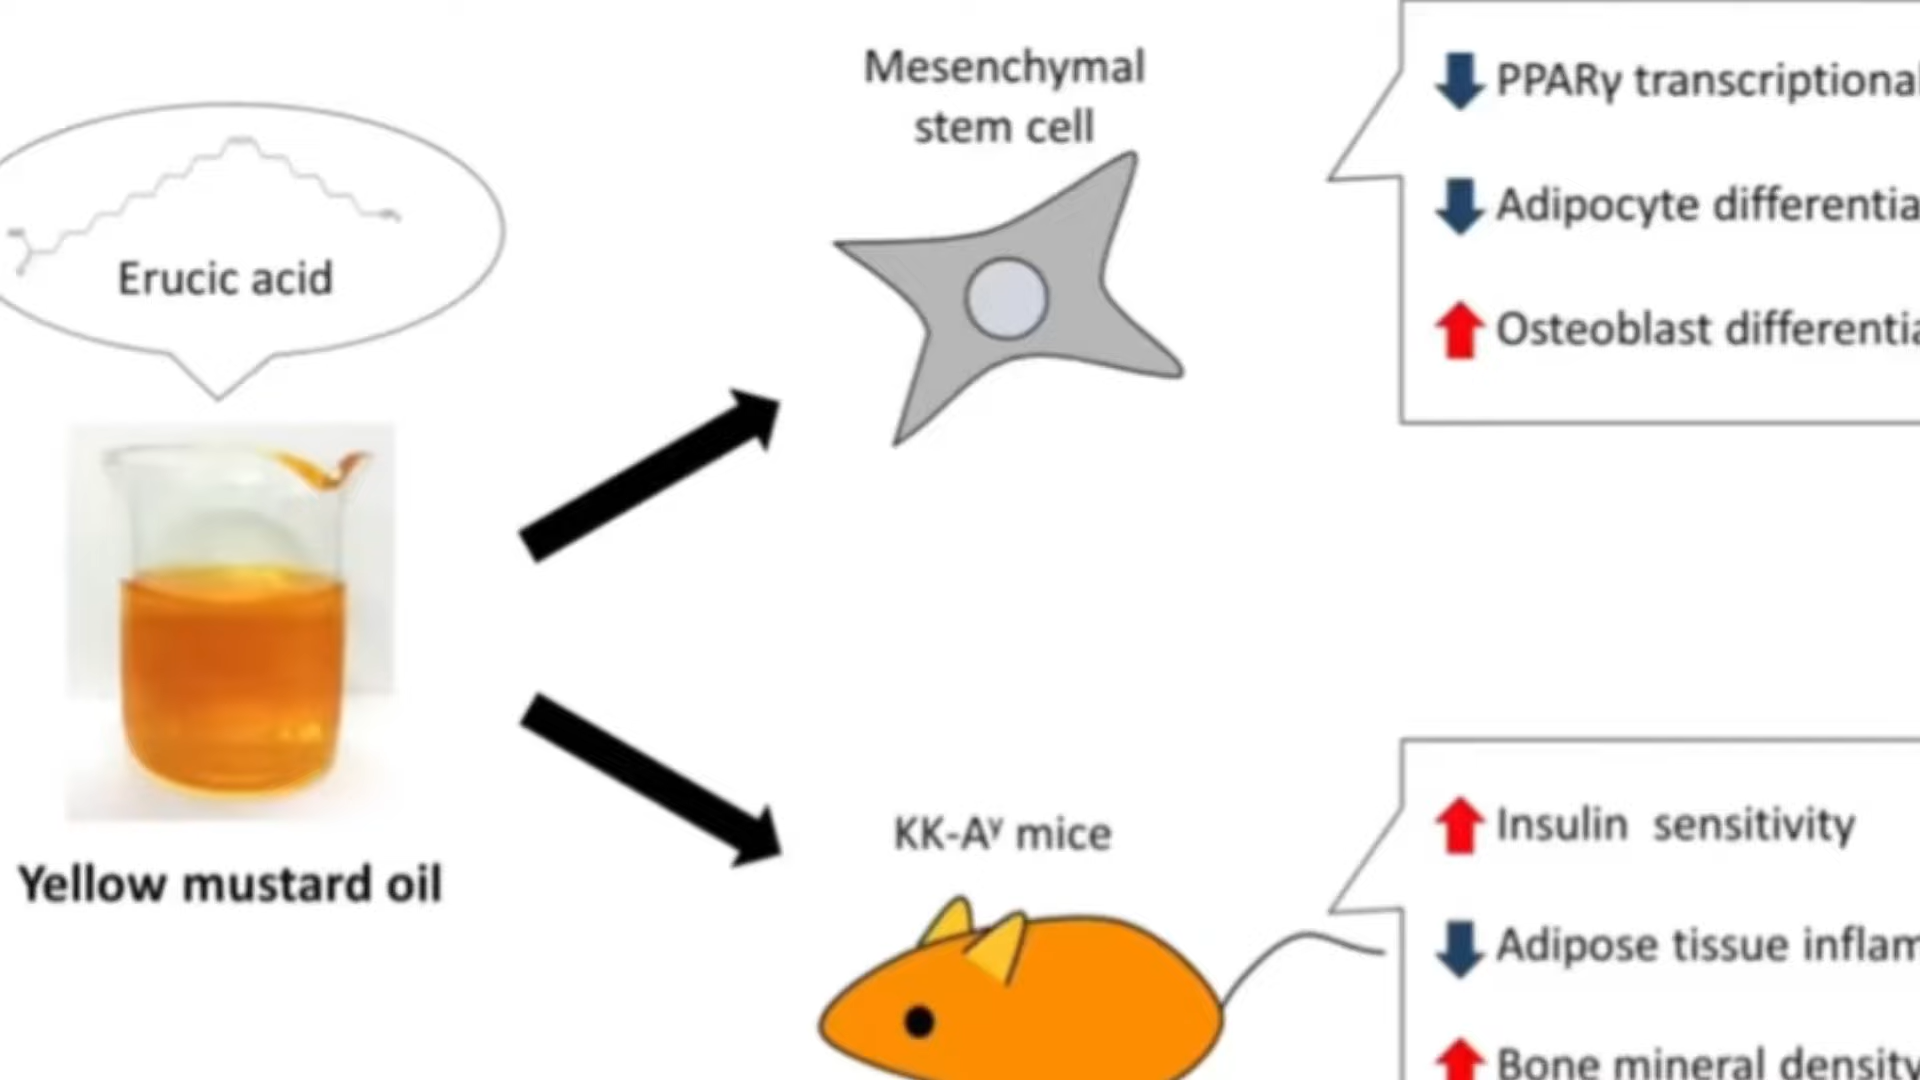 Mesenchymal
stem cell
PPARγ transcriptional
Adipocyte differentia
Osteoblast differentia
Erucic acid
Yellow mustard oil
KK-Aʸ mice
Insulin sensitivity
Adipose tissue inflam
Bone mineral density